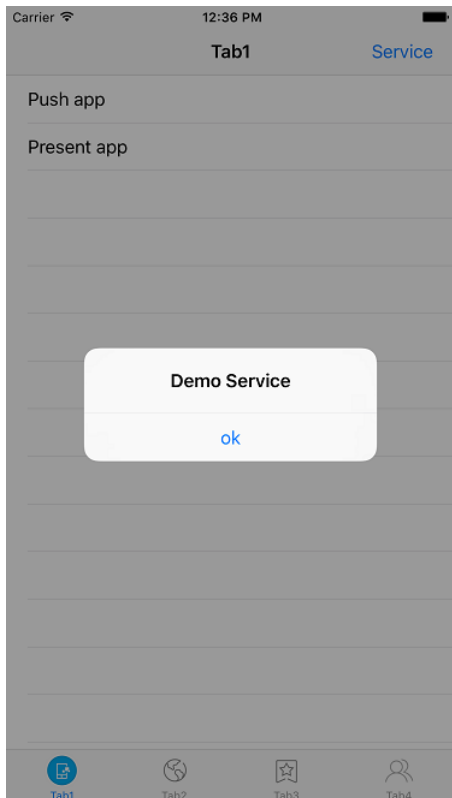 Carrier 12:36 PM
Tab1 Service
Push app
Present app
Demo Service
ok
Tab1 Tab2 Tab3 Tab4